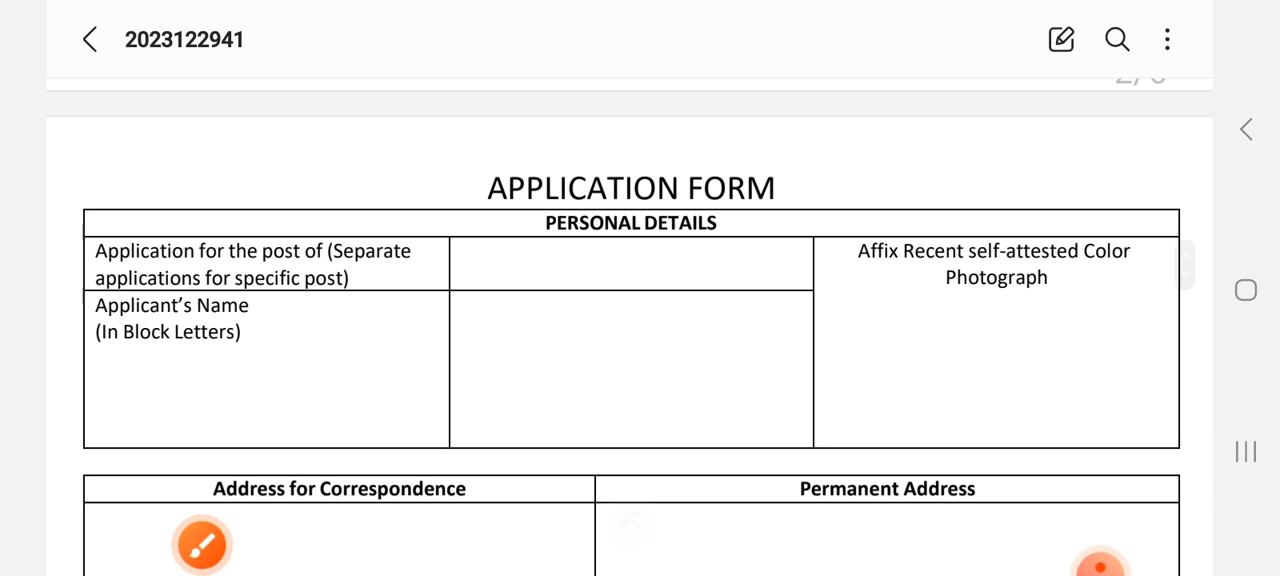 2023122941
APPLICATION FORM
PERSONAL DETAILS
Application for the post of (Separate
applications for specific post)
Affix Recent self-attested Color
Photograph
Applicant’s Name
(In Block Letters)
Address for Correspondence
Permanent Address